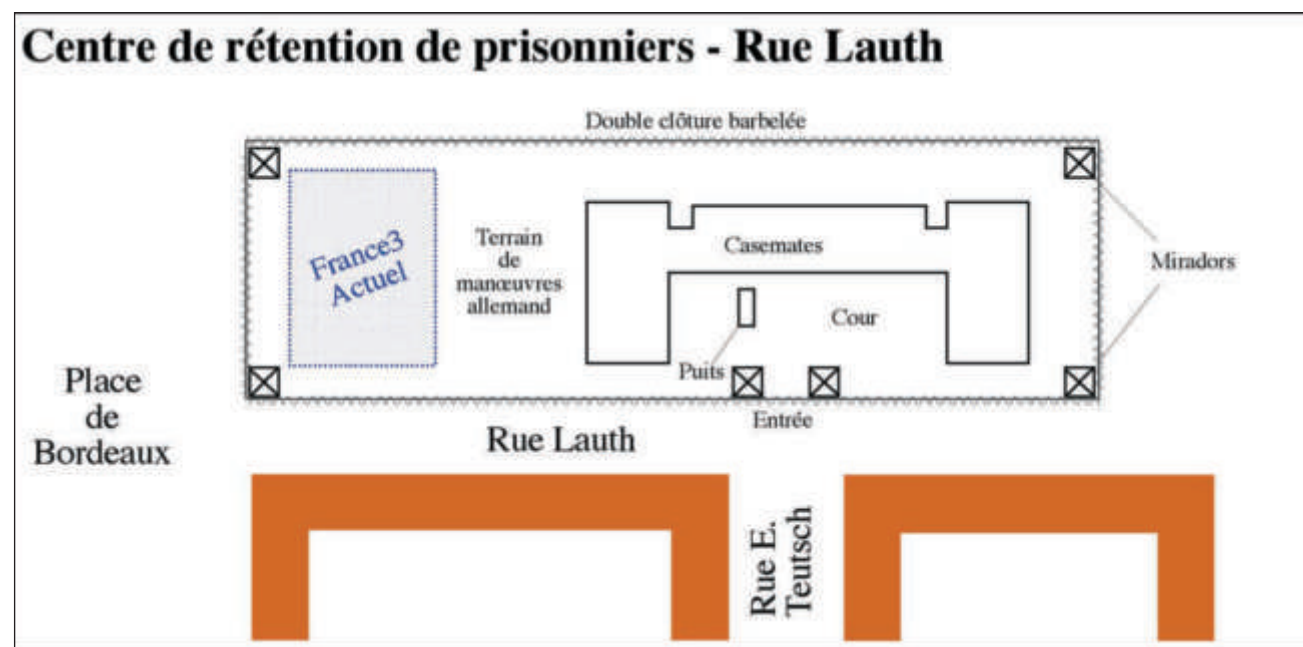 Centre de rétention de prisonniers - Rue Lauth
Double clôture barbelée
France3
Actuel
Terrain
de
manœuvres
allemand
Casemates
Cour
Puits
Miradors
Entrée
Place
de
Bordeaux
Rue Lauth
Rue E.
Teutsch